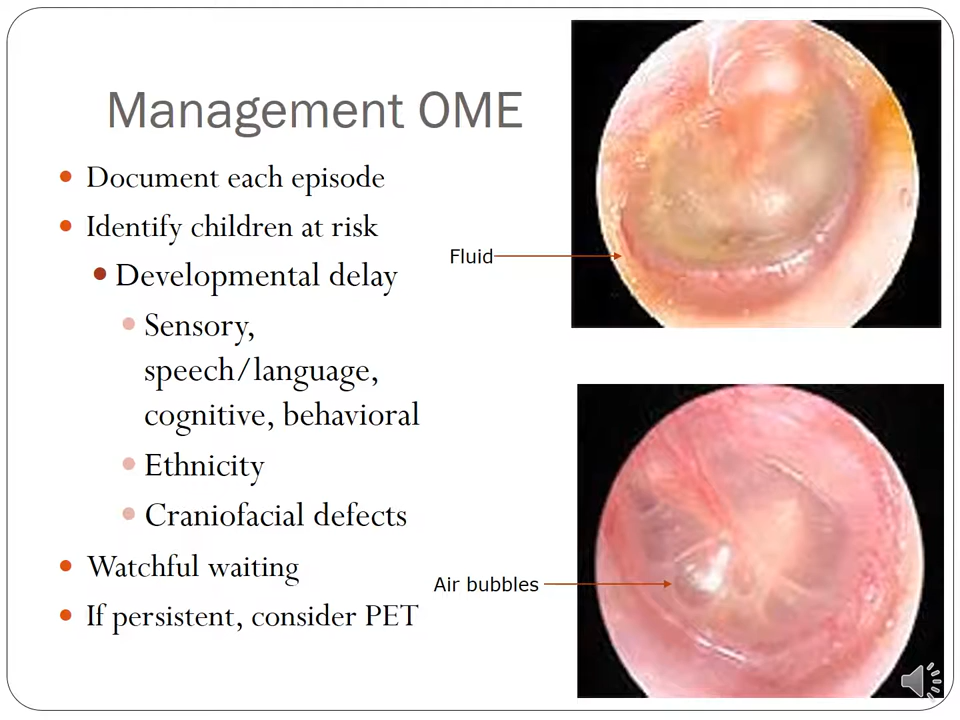 Management OME
Document each episode
Identify children at risk
Developmental delay
Sensory,
speech/language,
cognitive, behavioral
Ethnicity
Craniofacial defects
Watchful waiting
If persistent, consider PET
Fluid
Air bubbles